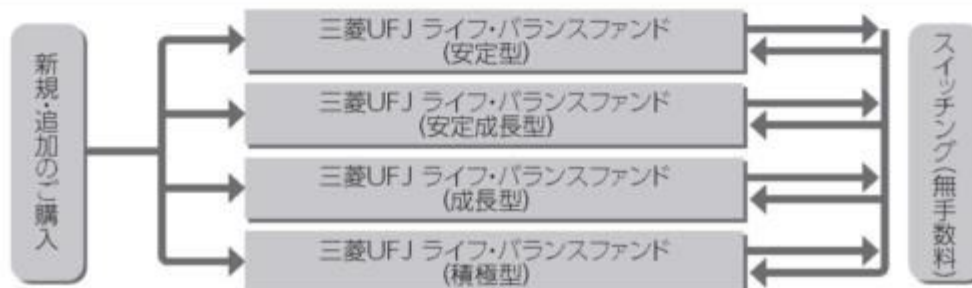 新規・追加のご購入
三菱UFJ ライフ・バランスファンド
(安定型)
三菱UFJ ライフ・バランスファンド
(安定成長型)
三菱UFJ ライフ・バランスファンド
(成長型)
三菱UFJ ライフ・バランスファンド
(積極型)
スイッチング(無手数料)